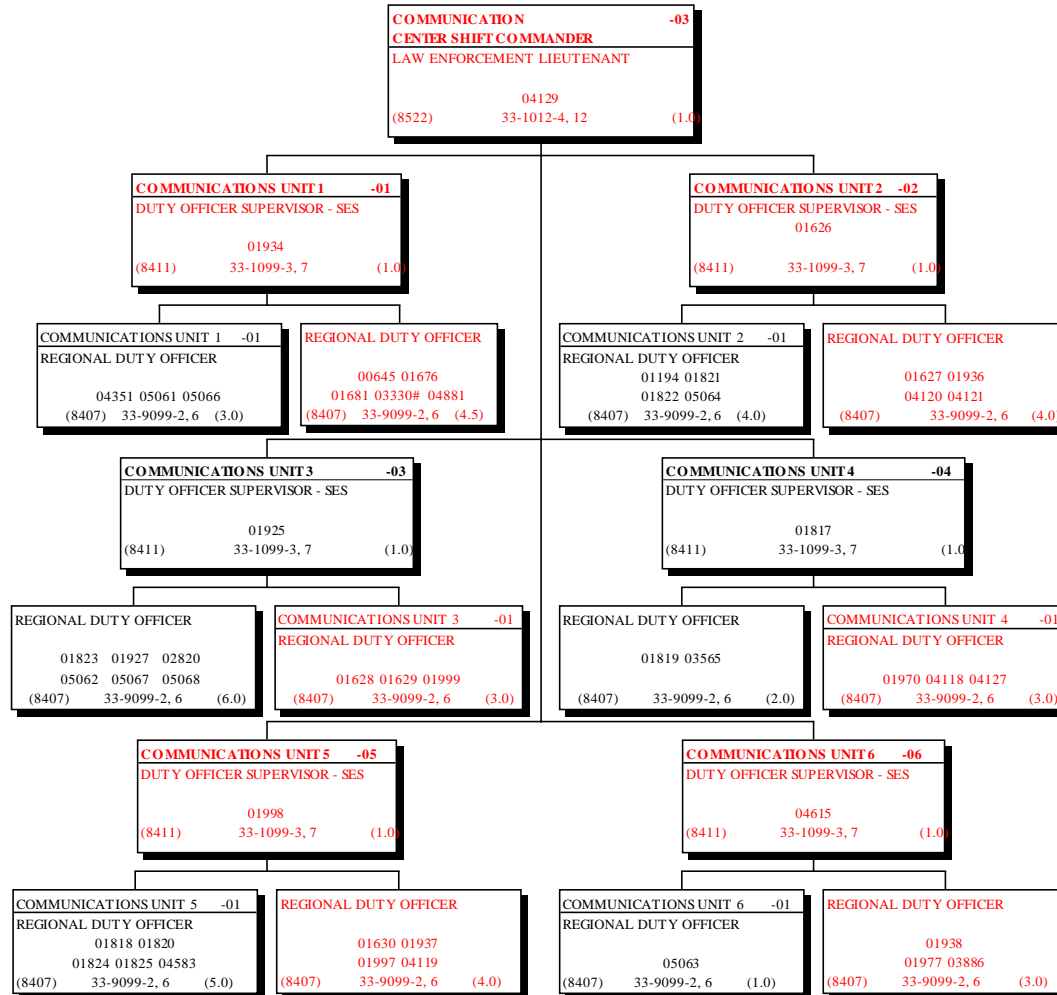 COMMUNICATION -03
CENTER SHIFT COMMANDER
LAW ENFORCEMENT LIEUTENANT
04129
(8522) 33-1012-4, 12 (1.0)
COMMUNICATIONS UNIT 1 -01
DUTY OFFICER SUPERVISOR - SES
01934
(8411) 33-1099-3, 7 (1.0)
COMMUNICATIONS UNIT 2 -02
DUTY OFFICER SUPERVISOR - SES
01626
(8411) 33-1099-3, 7 (1.0)
COMMUNICATIONS UNIT 1 -01
REGIONAL DUTY OFFICER
04351 05061 05066
(8407) 33-9099-2, 6 (3.0)
REGIONAL DUTY OFFICER
00645 01676
01681 03330# 04881
(8407) 33-9099-2, 6 (4.5)
COMMUNICATIONS UNIT 2 -01
REGIONAL DUTY OFFICER
01194 01821
01822 05064
(8407) 33-9099-2, 6 (4.0)
REGIONAL DUTY OFFICER
01627 01936
04120 04121
(8407) 33-9099-2, 6 (4.0)
COMMUNICATIONS UNIT 3 -03
DUTY OFFICER SUPERVISOR - SES
01925
(8411) 33-1099-3, 7 (1.0)
COMMUNICATIONS UNIT 4 -04
DUTY OFFICER SUPERVISOR - SES
01817
(8411) 33-1099-3, 7 (1.0
REGIONAL DUTY OFFICER
01823 01927 02820
05062 05067 05068
(8407) 33-9099-2, 6 (6.0)
COMMUNICATIONS UNIT 3 -01
REGIONAL DUTY OFFICER
01628 01629 01999
(8407) 33-9099-2, 6 (3.0)
REGIONAL DUTY OFFICER
01819 03565
(8407) 33-9099-2, 6 (2.0)
COMMUNICATIONS UNIT 4 -01
REGIONAL DUTY OFFICER
01970 04118 04127
(8407) 33-9099-2, 6 (3.0)
COMMUNICATIONS UNIT 5 -05
DUTY OFFICER SUPERVISOR - SES
01998
(8411) 33-1099-3, 7 (1.0)
COMMUNICATIONS UNIT 6 -06
DUTY OFFICER SUPERVISOR - SES
04615
(8411) 33-1099-3, 7 (1.0)
COMMUNICATIONS UNIT 5 -01
REGIONAL DUTY OFFICER
01818 01820
01824 01825 04583
(8407) 33-9099-2, 6 (5.0)
REGIONAL DUTY OFFICER
01630 01937
01997 04119
(8407) 33-9099-2, 6 (4.0)
COMMUNICATIONS UNIT 6 -01
REGIONAL DUTY OFFICER
05063
(8407) 33-9099-2, 6 (1.0)
REGIONAL DUTY OFFICER
01938
01977 03886
(8407) 33-9099-2, 6 (3.0)